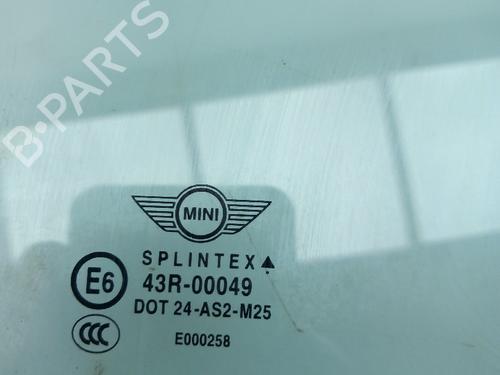 B-PARTS
MINI
SPLINTEX
E6
43R-00049
DOT 24-AS2-M25
CCC
E000258